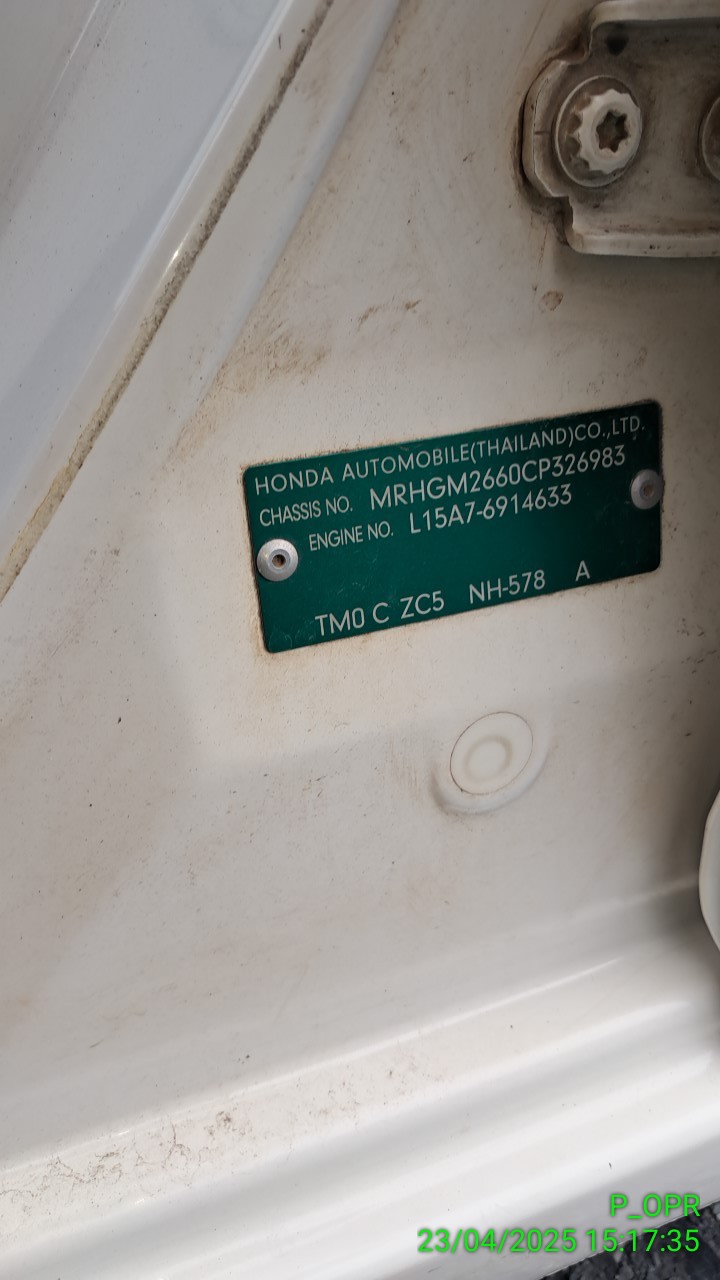 HONDA AUTOMOBILE(THAILAND)CO.,LTD.
CHASSIS NO. MRHGM2660CP326983
ENGINE NO. L15A7-6914633
TM0 C ZC5 NH-578 A
P_OPR
23/04/2025 15:17:35